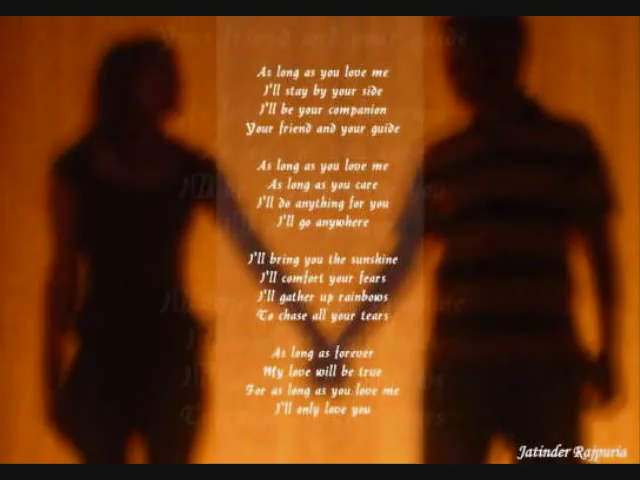 As long as you love me
I'll stay by your side
I'll be your companion
Your friend and your guide
As long as you love me
As long as you care
I'll do anything for you
I'll go anywhere
I'll bring you the sunshine
I'll comfort your fears
I'll gather up rainbows
To chase all your tears
As long as forever
My love will be true
For as long as you love me
I'll only love you
Jatinder Rajpuria